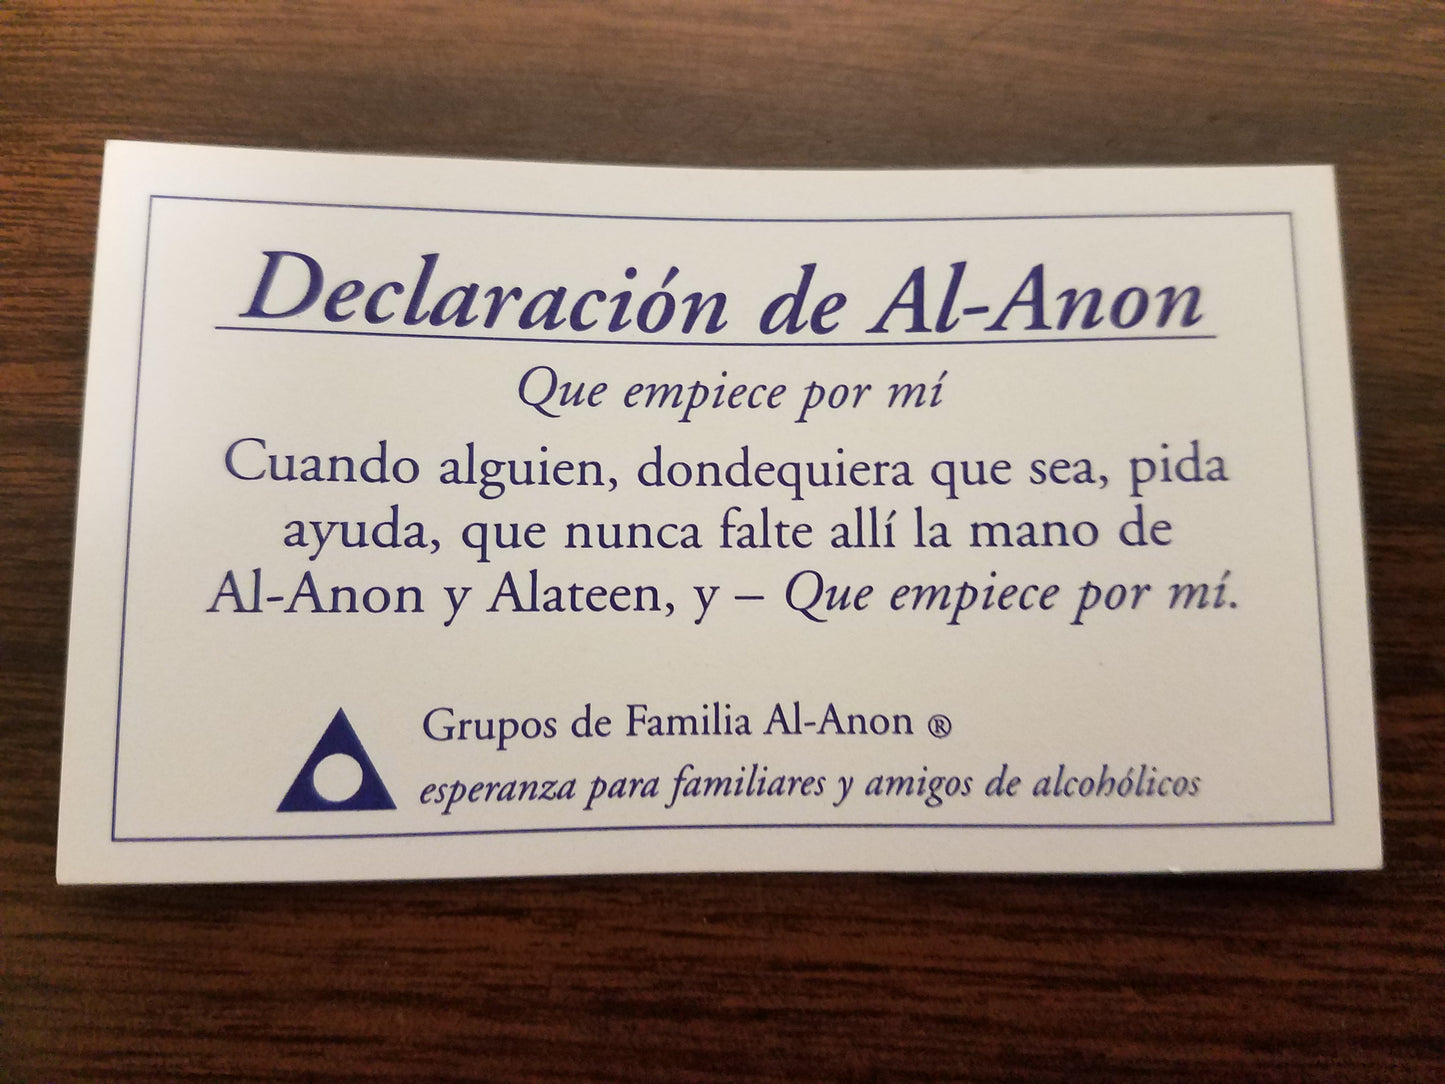 Declaración de Al-Anon
Que empiece por mí
Cuando alguien, dondequiera que sea, pida
ayuda, que nunca falte allí la mano de
Al-Anon y Alateen, y – Que empiece por mí.
Grupos de Familia Al-Anon ®
esperanza para familiares y amigos de alcohólicos